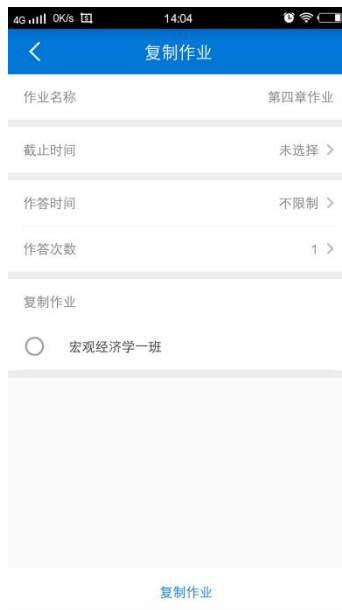 4G 0K/s 14:04
复制作业
作业名称 第四章作业
截止时间 未选择
作答时间 不限制
作答次数 1
复制作业
宏观经济学一班
复制作业